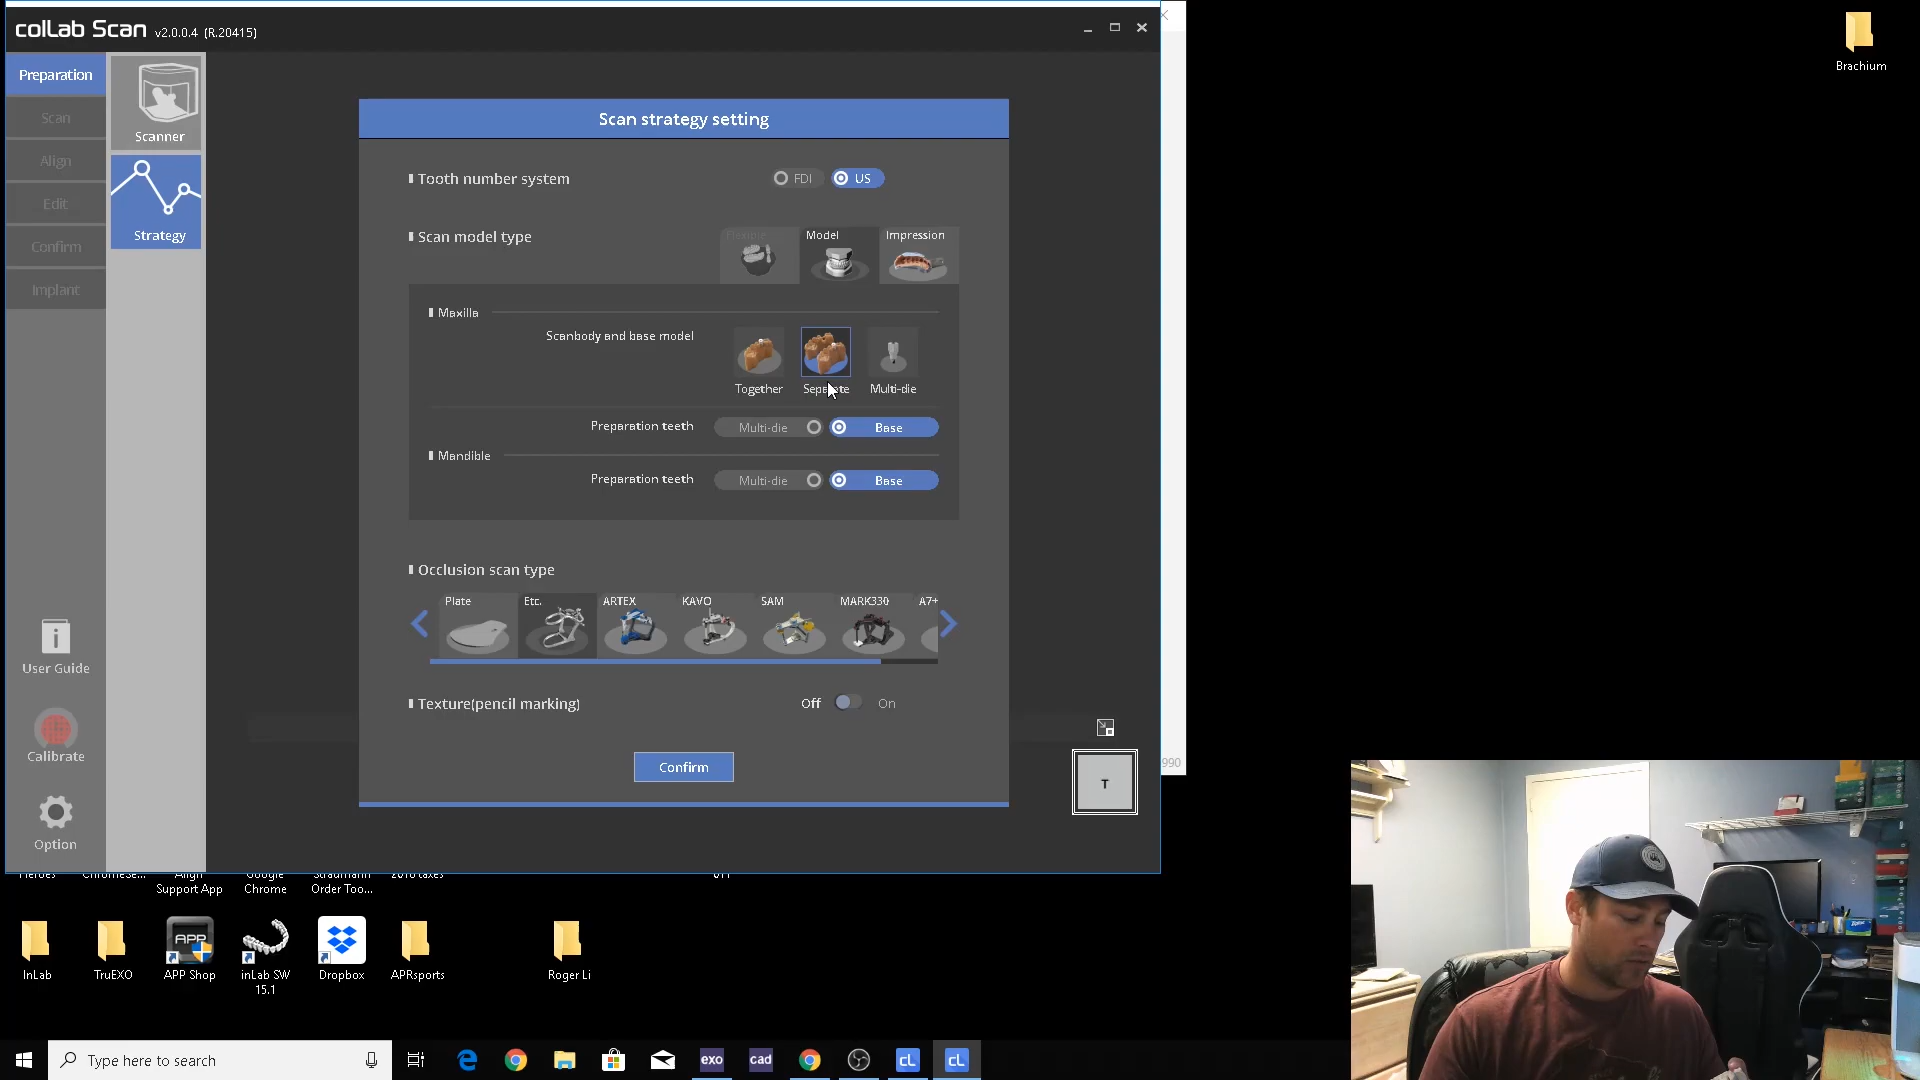 colLab Scan v2.0.0.4 (R.20415)
Preparation
Scan
Align
Edit
Confirm
Implant
Scanner
Strategy
User Guide
Calibrate
Option
Scan strategy setting
Tooth number system
FDI
US
Scan model type
Flexible
Model
Impression
Maxilla
Scanbody and base model
Together
Seperate
Multi-die
Preparation teeth
Multi-die
Base
Mandible
Preparation teeth
Multi-die
Base
Occlusion scan type
Plate
Etc.
ARTEX
KAVO
SAM
MARK330
A7+
Texture(pencil marking)
Off
On
Confirm
T
990
Brachium
Support App
Chrome
Order Too...
InLab
TruEXO
APP
APP Shop
inLab SW
15.1
Dropbox
APRsports
Roger Li
Type here to search
exo
cad
cL
cL